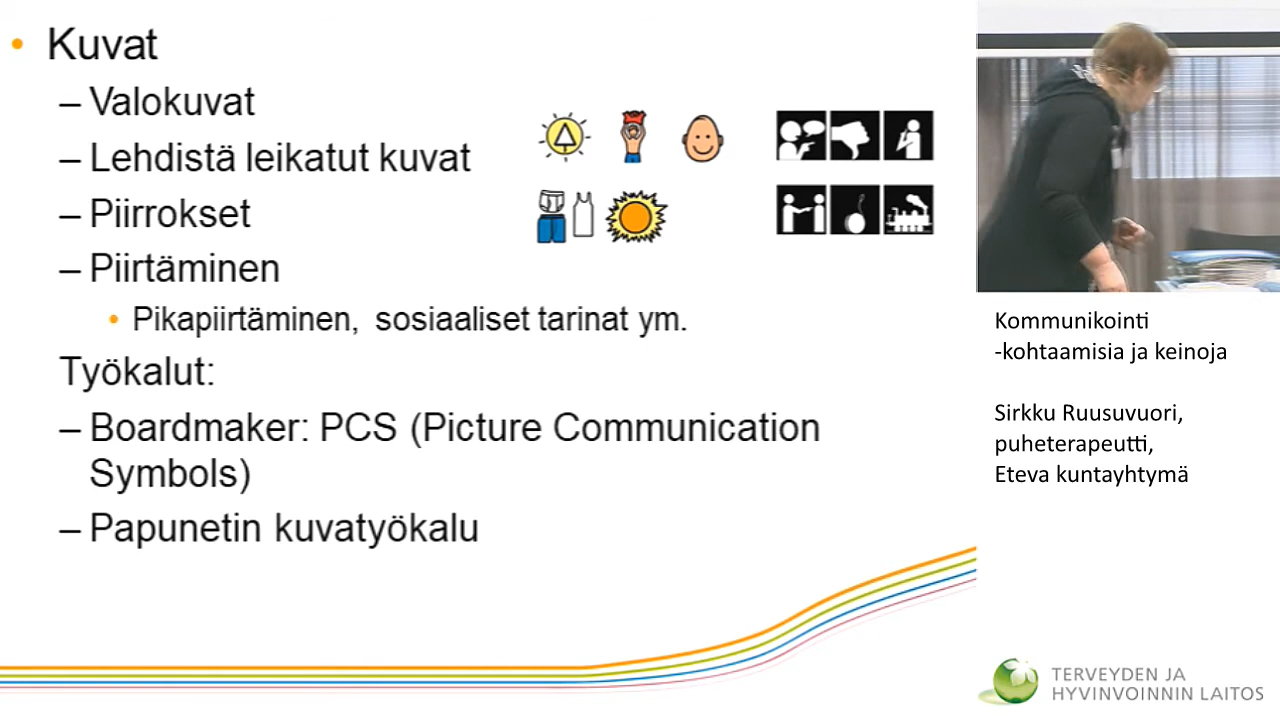 • Kuvat
– Valokuvat
– Lehdistä leikatut kuvat
– Piirrokset
– Piirtäminen
• Pikapiirtäminen, sosiaaliset tarinat ym.
Työkalut:
– Boardmaker: PCS (Picture Communication
Symbols)
– Papunetin kuvatyökalu
Kommunikointi
-kohtaamisia ja keinoja
Sirkku Ruusuvuori,
puheterapeutti,
Eteva kuntayhtymä
TERVEYDEN JA
HYVINVOINNIN LAITOS